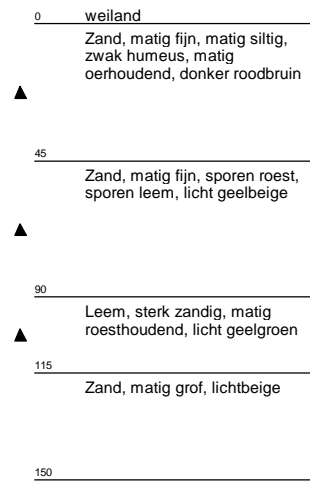 0 weiland
Zand, matig fijn, matig siltig,
zwak humeus, matig
oerhoudend, donker roodbruin
45
Zand, matig fijn, sporen roest,
sporen leem, licht geelbeige
90
Leem, sterk zandig, matig
roesthoudend, licht geelgroen
115
Zand, matig grof, lichtbeige
150